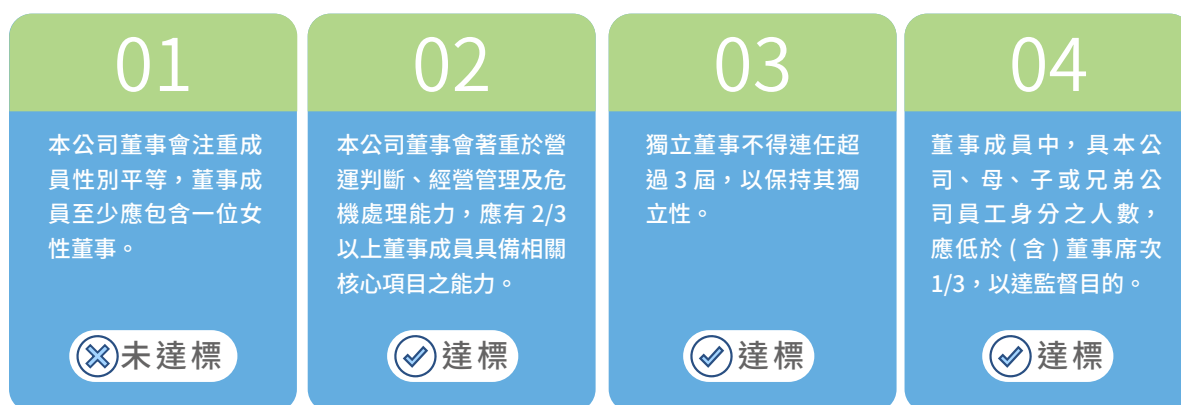 01
本公司董事會注重成
員性別平等，董事成
員至少應包含一位女
性董事。
未達標
02
本公司董事會著重於營
運判斷、經營管理及危
機處理能力，應有 2/3
以上董事成員具備相關
核心項目之能力。
達標
03
獨立董事不得連任超
過 3 屆，以保持其獨
立性。
達標
04
董事成員中，具本公
司、母、子或兄弟公
司員工身分之人數，
應低於 ( 含 ) 董事席次
1/3，以達監督目的。
達標